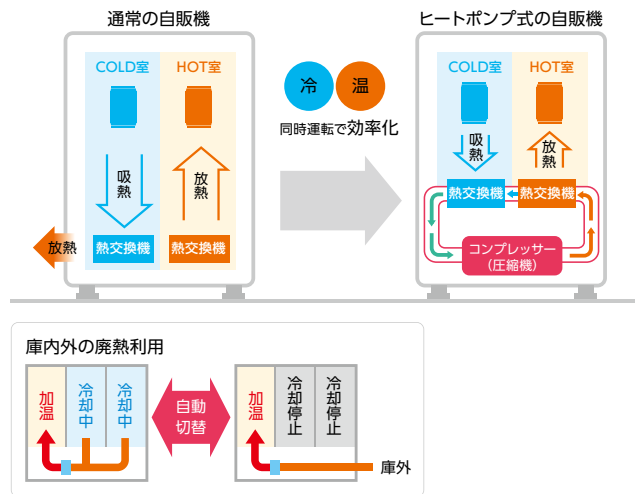 通常の自販機
COLD室
HOT室
吸熱
放熱
放熱
熱交換機
熱交換機
冷
温
同時運転で効率化
ヒートポンプ式の自販機
COLD室
HOT室
吸熱
放熱
熱交換機
熱交換機
コンプレッサー
（圧縮機）
庫内外の廃熱利用
加温
冷却中
冷却中
自動
切替
加温
冷却停止
冷却停止
庫外